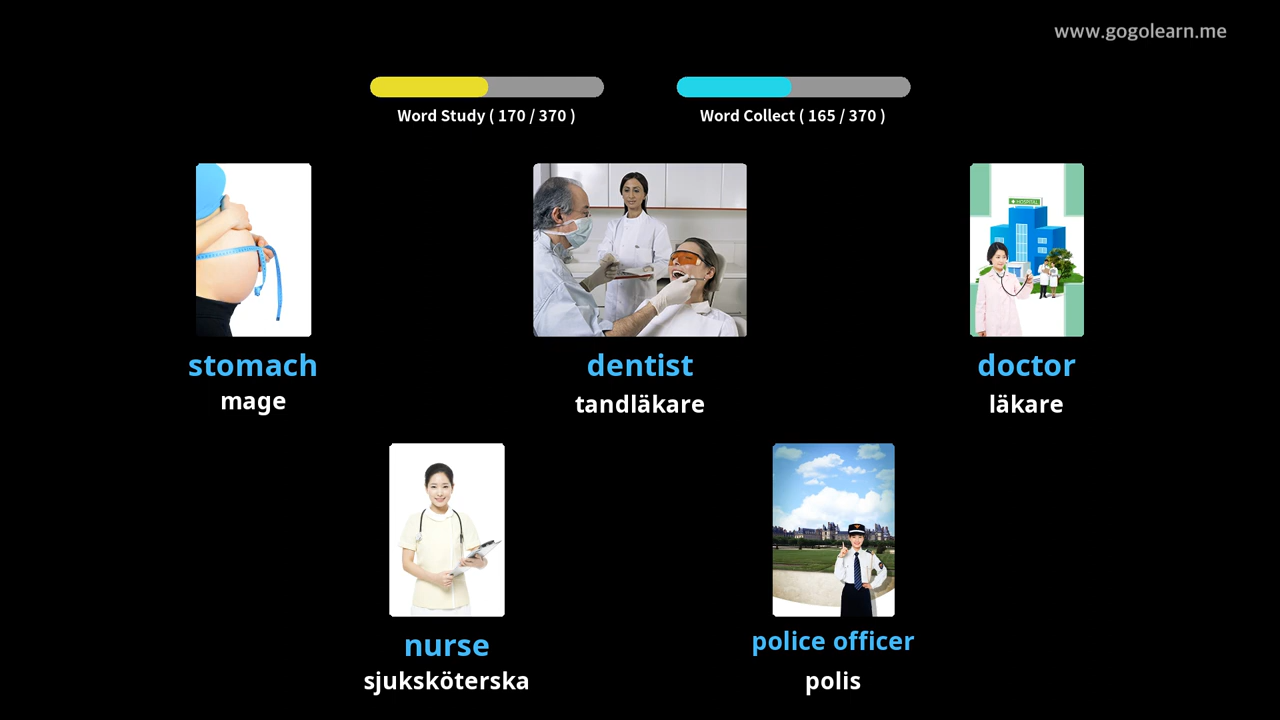 www.gogolearn.me
Word Study ( 170 / 370 )
Word Collect ( 165 / 370 )
HOSPITAL
stomach
mage
dentist
tandläkare
doctor
läkare
nurse
sjuksköterska
police officer
polis